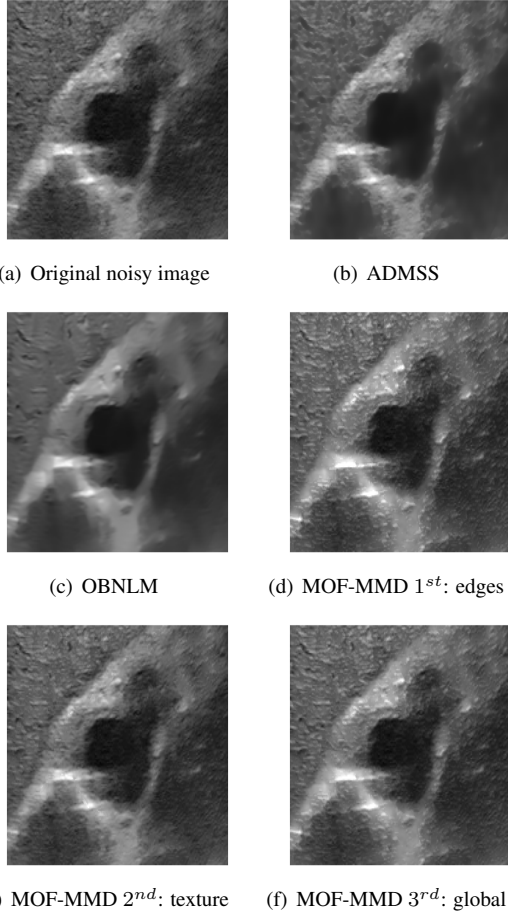 a) Original noisy image
(b) ADMSS
(c) OBNLM
(d) MOF-MMD 1st: edges
) MOF-MMD 2nd: texture
(f) MOF-MMD 3rd: global